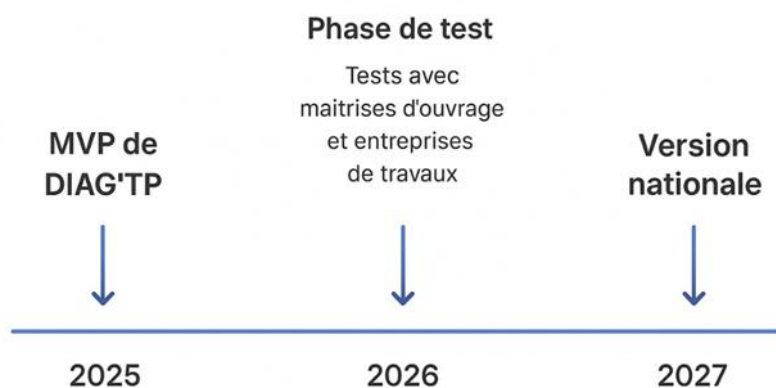 Phase de test
Tests avec
maitrises d'ouvrage
et entreprises
de travaux
MVP de
DIAG'TP
Version
nationale
2025
2026
2027